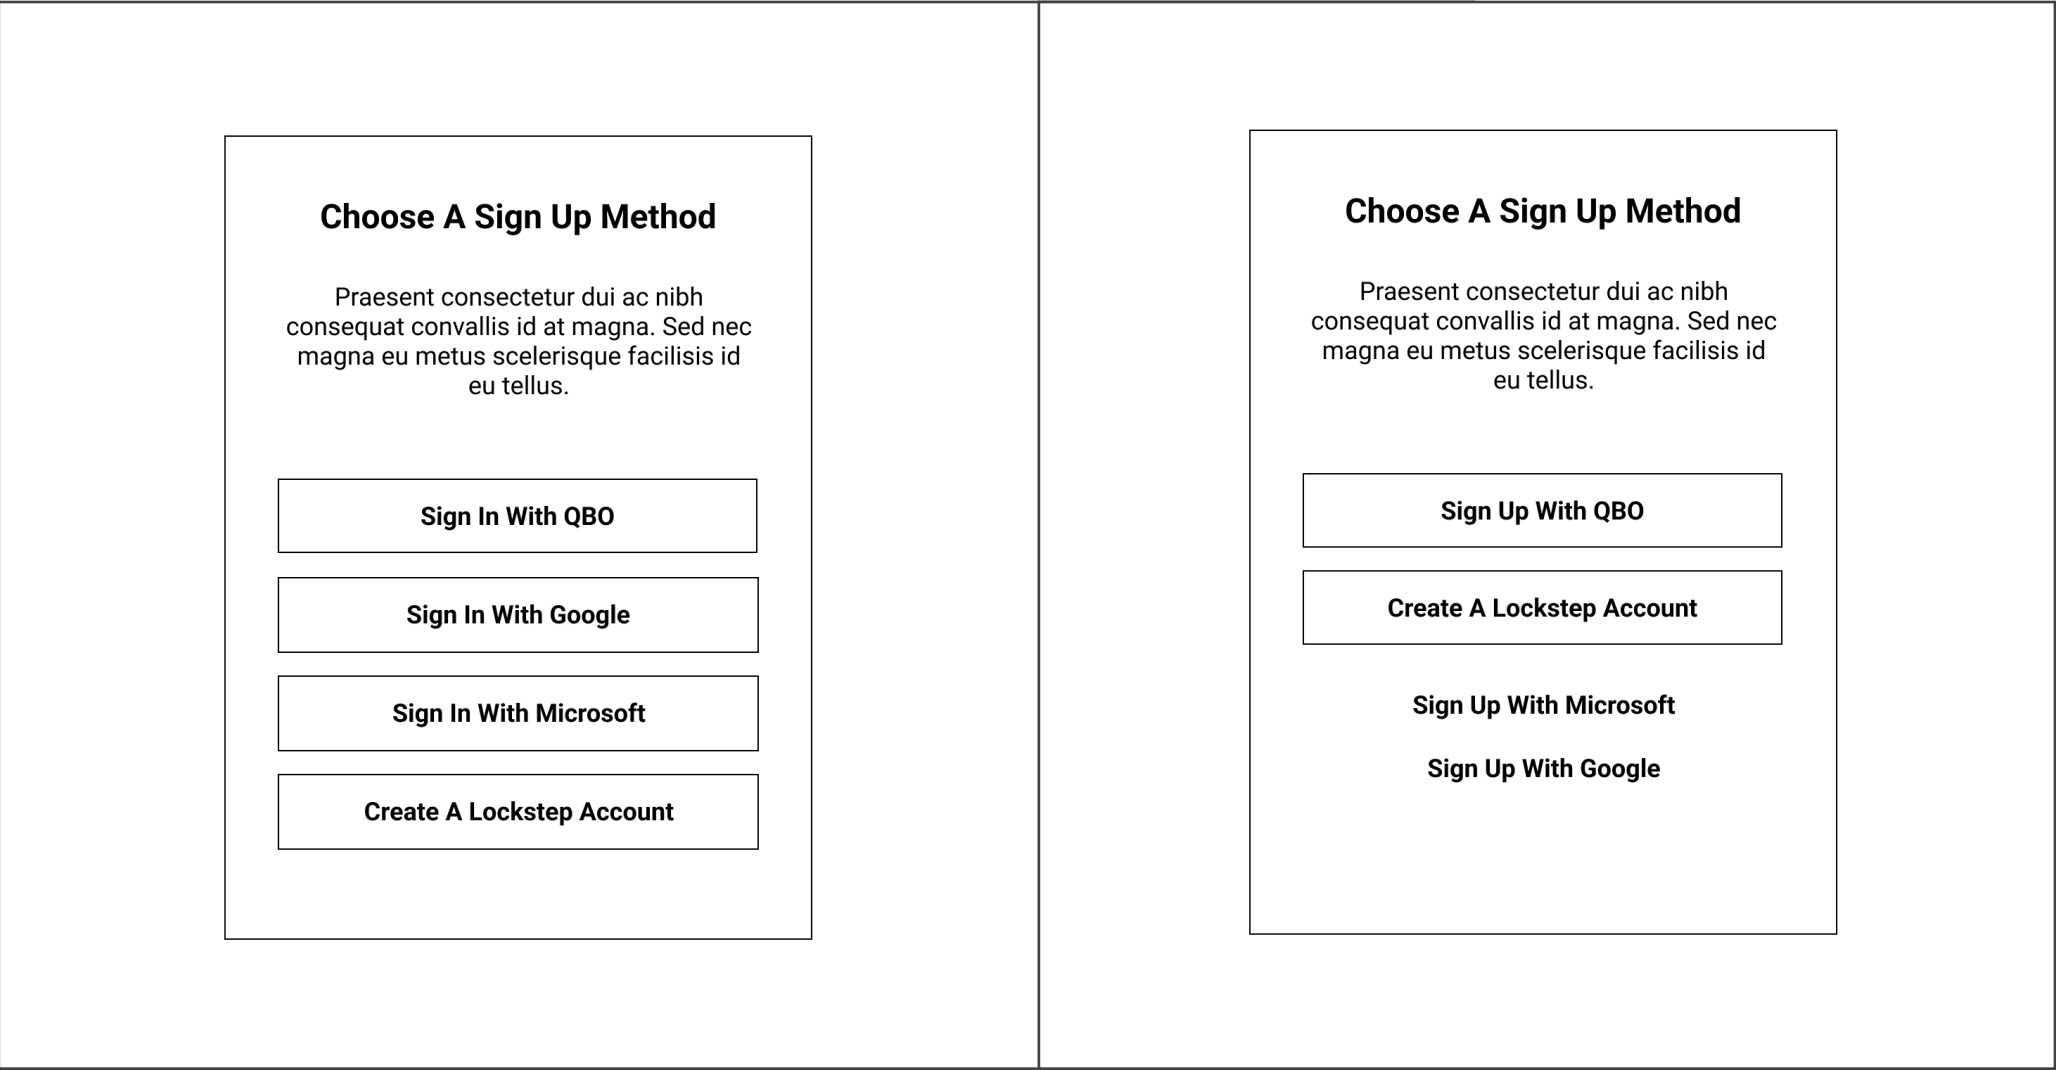 Choose A Sign Up Method
Praesent consectetur dui ac nibh
consequat convallis id at magna. Sed nec
magna eu metus scelerisque facilisis id
eu tellus.
Sign In With QBO
Sign In With Google
Sign In With Microsoft
Create A Lockstep Account
Choose A Sign Up Method
Praesent consectetur dui ac nibh
consequat convallis id at magna. Sed nec
magna eu metus scelerisque facilisis id
eu tellus.
Sign Up With QBO
Create A Lockstep Account
Sign Up With Microsoft
Sign Up With Google